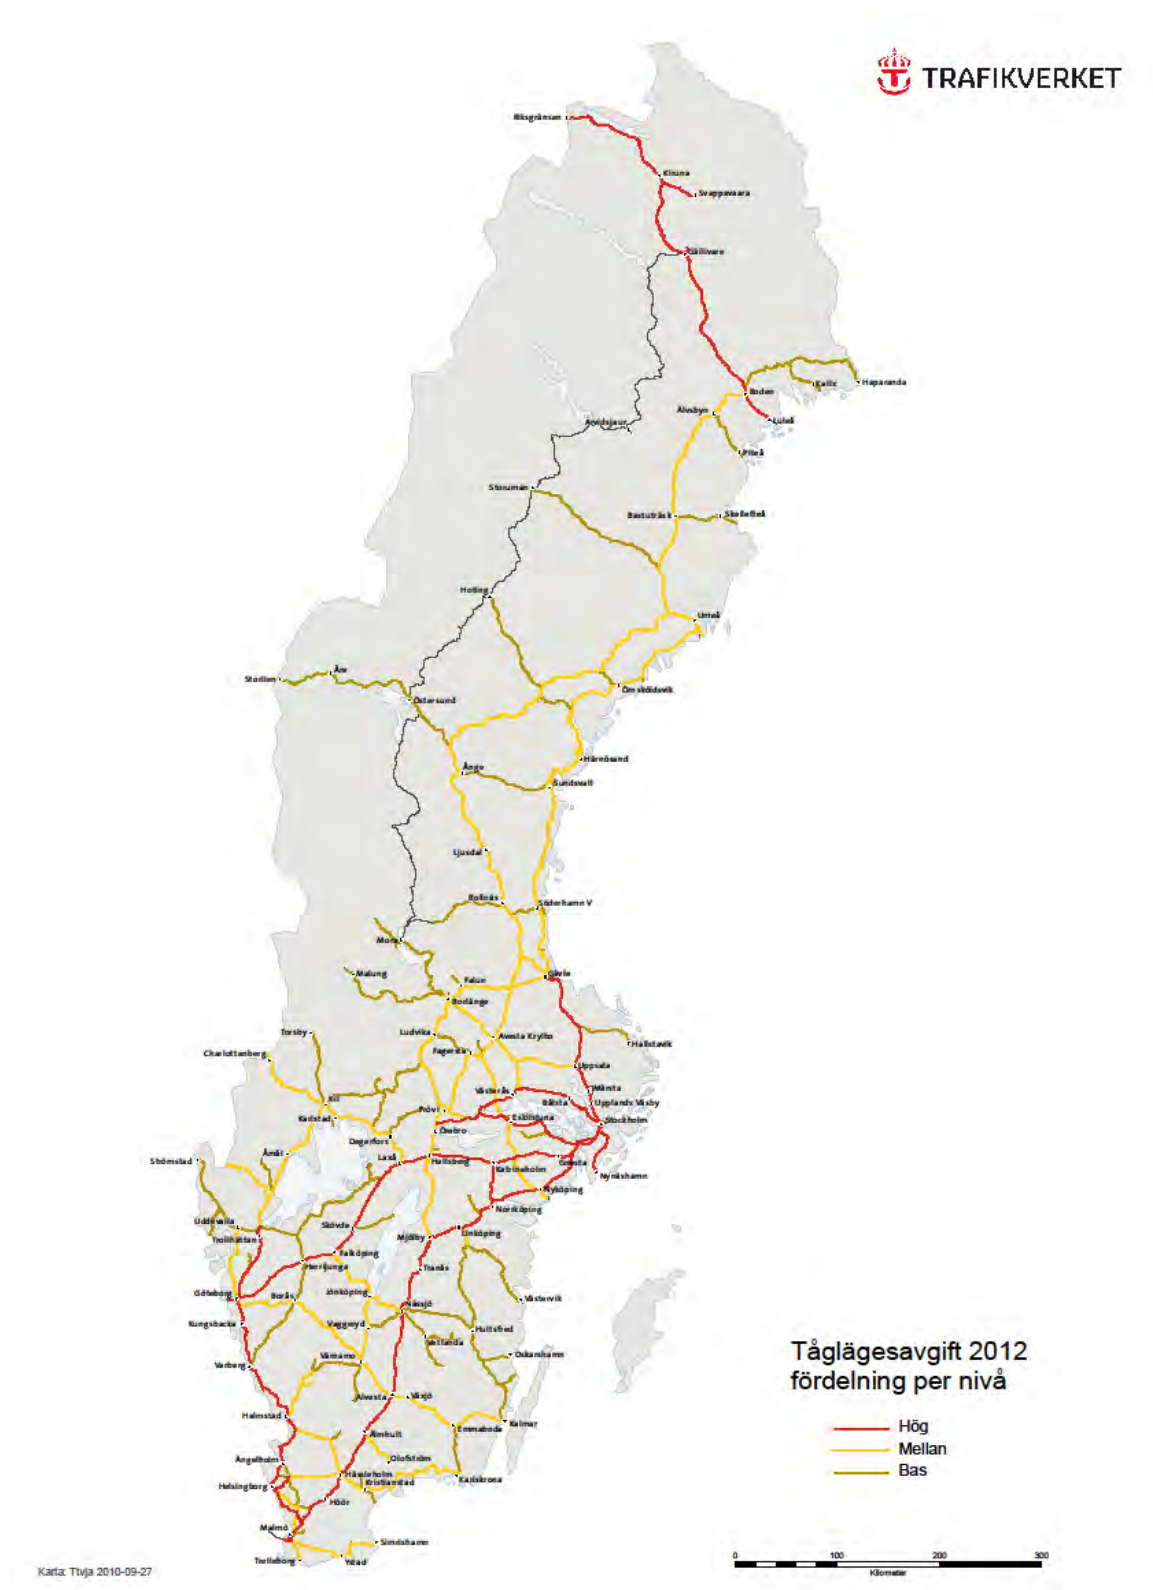 TRAFIKVERKET
Riksgränsen
Kiruna
Svappavaara
Gällivare
Boden
Kalix
Haparanda
Älvsbyn
Luleå
Arvidsjaur
Piteå
Storuman
Bastuträsk
Skellefteå
Hoting
Umeå
Storlien
Åre
Östersund
Örnsköldsvik
Härnösand
Ånge
Sundsvall
Ljusdal
Bollnäs
Söderhamn V
Mora
Malung
Falun
Gävle
Borlänge
Torsby
Ludvika
Avesta Krylbo
Hallstavik
Charlottenberg
Fagersta
Uppsala
Västerås
Märsta
Kil
Bålsta
Upplands Väsby
Karlstad
Frövi
Eskilstuna
Stockholm
Degerfors
Örebro
Strömstad
Åmål
Laxå
Hallsberg
Katrineholm
Gnesta
Nynäshamn
Nyköping
Norrköping
Uddevalla
Skövde
Trollhättan
Mjölby
Linköping
Falköping
Herrljunga
Tranås
Göteborg
Borås
Jönköping
Nässjö
Västervik
Kungsbacka
Vaggeryd
Hultsfred
Vetlanda
Värnamo
Oskarshamn
Varberg
Alvesta
Växjö
Halmstad
Emmaboda
Kalmar
Älmhult
Ängelholm
Olofström
Hässleholm
Kristianstad
Karlskrona
Helsingborg
Höör
Malmö
Simrishamn
Trelleborg
Ystad
Tåglägesavgift 2012
fördelning per nivå
Hög
Mellan
Bas
0 100 200 300
Kilometer
Karta: Ttvja 2010-09-27